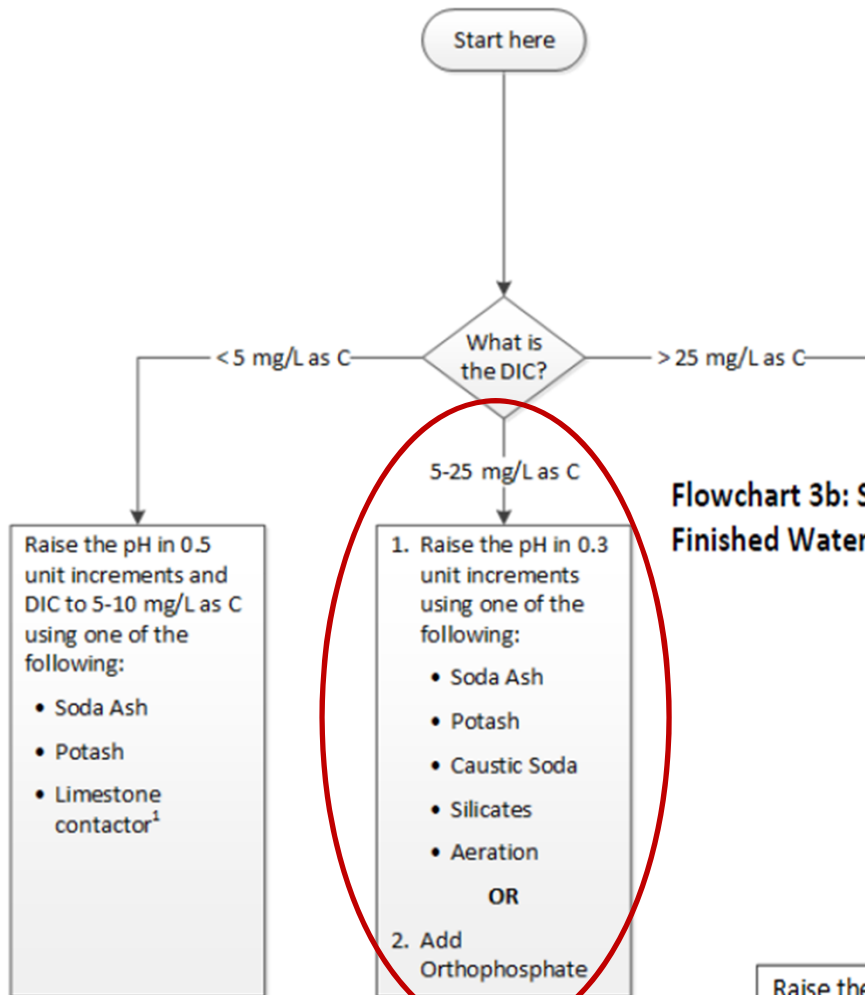 Start here
What is
the DIC?
< 5 mg/L as C
> 25 mg/L as C
5-25 mg/L as C
Flowchart 3b: S
Finished Water
Raise the pH in 0.5
unit increments and
DIC to 5-10 mg/L as C
using one of the
following:
• Soda Ash
• Potash
• Limestone
contactor¹
1. Raise the pH in 0.3
unit increments
using one of the
following:
• Soda Ash
• Potash
• Caustic Soda
• Silicates
• Aeration
OR
2. Add
Orthophosphate
Raise the